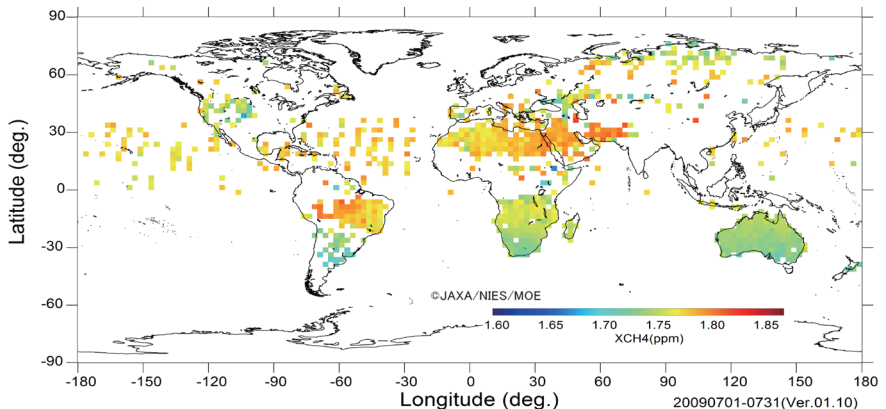 90
60
30
0
-30
-60
-90
Latitude (deg.)
©JAXA/NIES/MOE
1.60 1.65 1.70 1.75 1.80 1.85
XCH4(ppm)
-180 -150 -120 -90 -60 -30 0 30 60 90 120 150 180
Longitude (deg.)
20090701-0731(Ver.01.10)